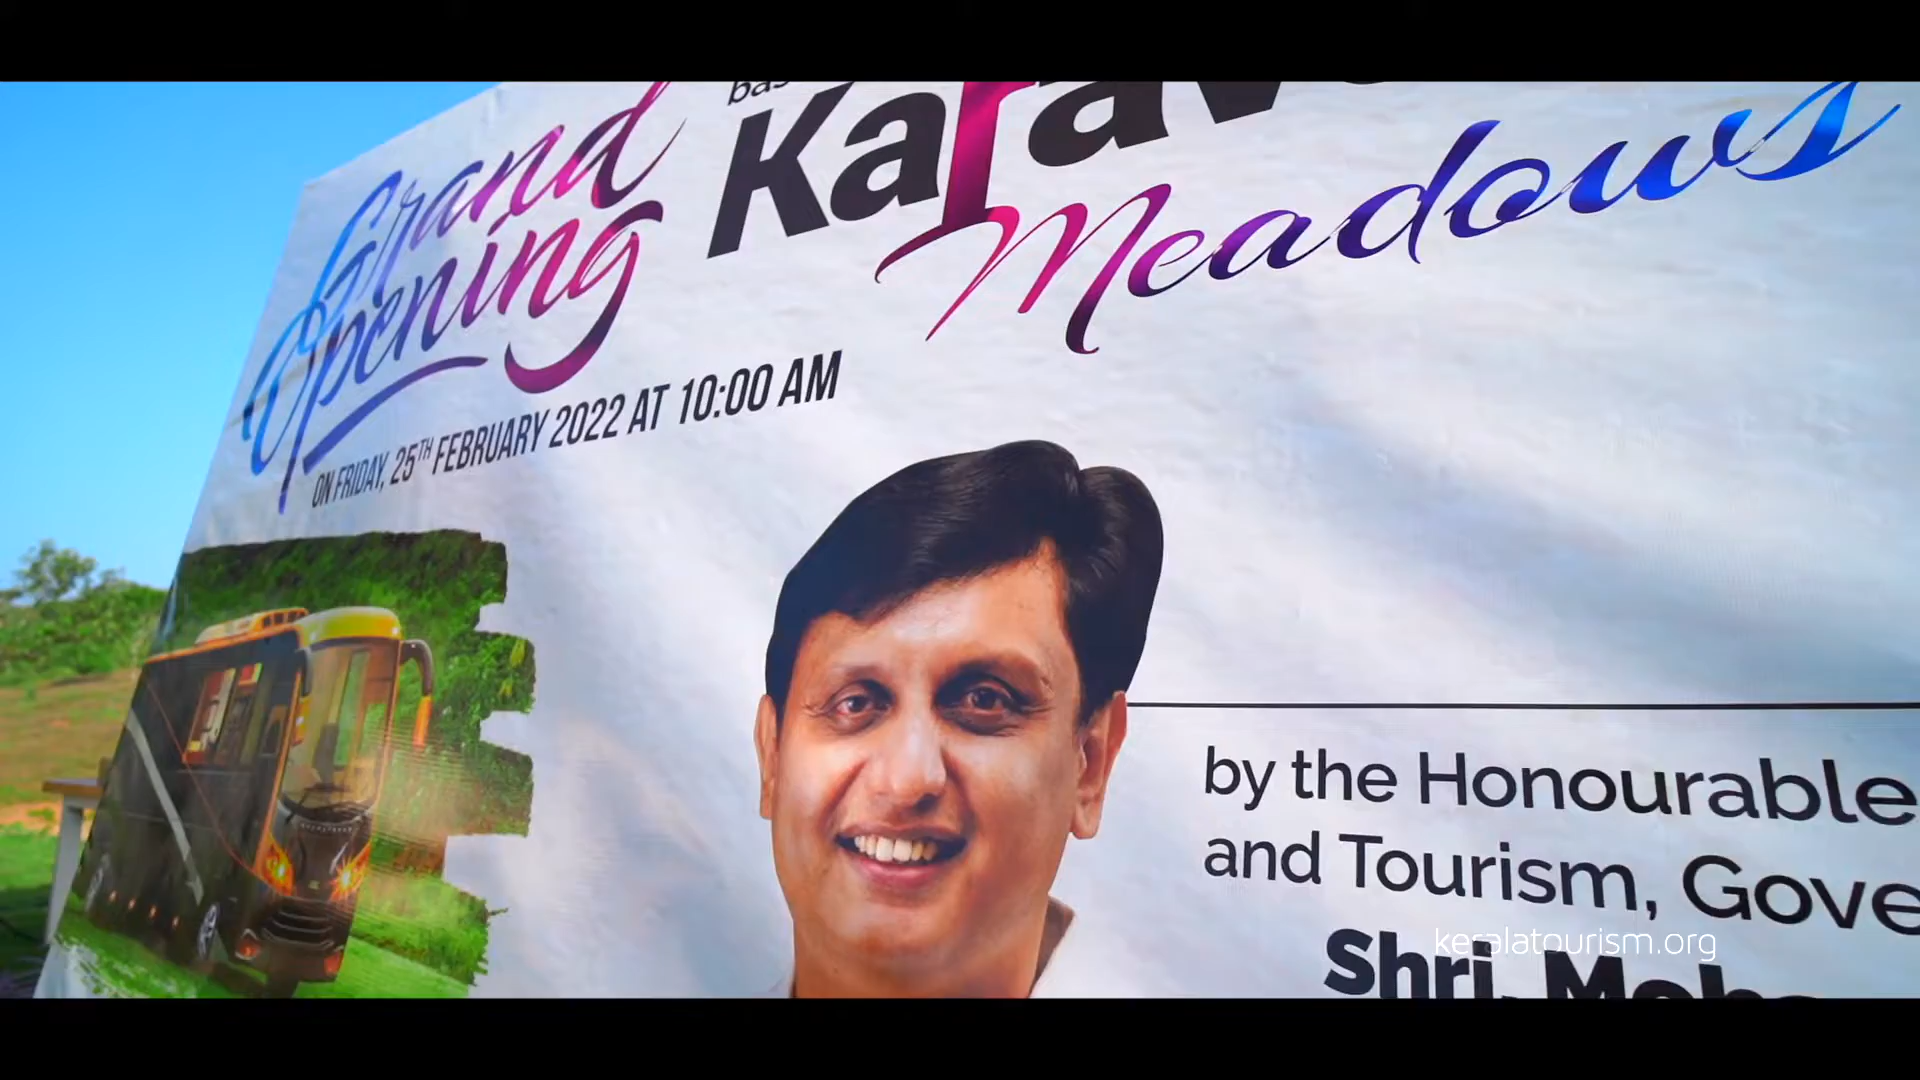 Grand
Opening
ON FRIDAY, 25TH FEBRUARY 2022 AT 10:00 AM
Meadows
by the Honourable
and Tourism, Gove
Shri.
keralatourism.org